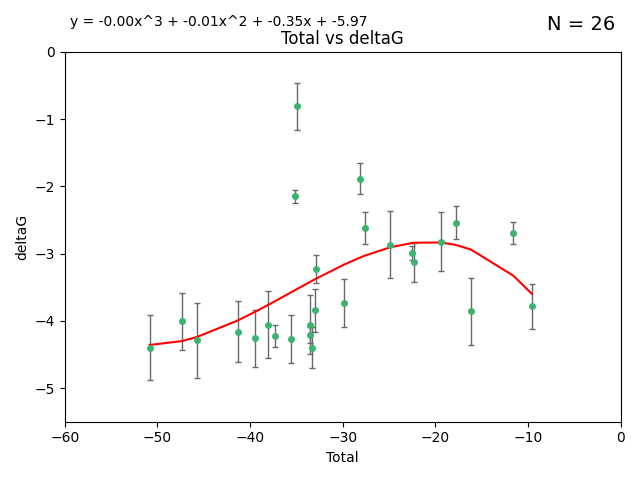 y = -0.00x^3 + -0.01x^2 + -0.35x + -5.97
N = 26
Total vs deltaG
deltaG
0
−1
−2
−3
−4
−5
−60
−50
−40
−30
−20
−10
0
Total